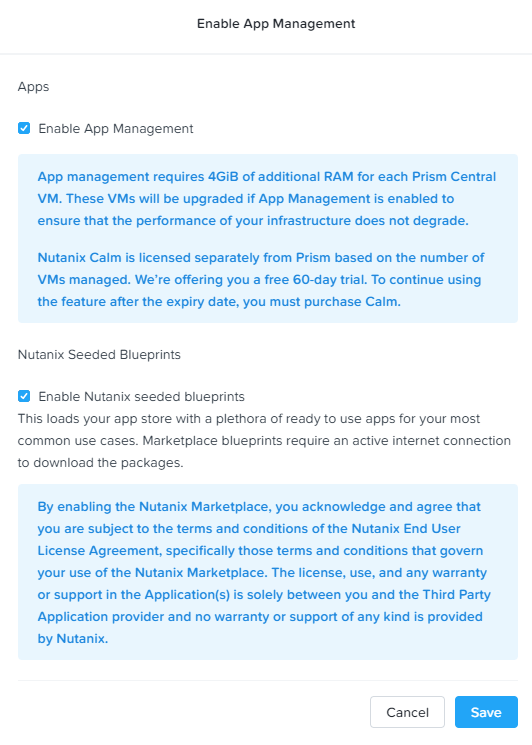 Enable App Management
Apps
Enable App Management
App management requires 4GiB of additional RAM for each Prism Central
VM. These VMs will be upgraded if App Management is enabled to
ensure that the performance of your infrastructure does not degrade.
Nutanix Calm is licensed separately from Prism based on the number of
VMs managed. We're offering you a free 60-day trial. To continue using
the feature after the expiry date, you must purchase Calm.
Nutanix Seeded Blueprints
Enable Nutanix seeded blueprints
This loads your app store with a plethora of ready to use apps for your most
common use cases. Marketplace blueprints require an active internet connection
to download the packages.
By enabling the Nutanix Marketplace, you acknowledge and agree that
you are subject to the terms and conditions of the Nutanix End User
License Agreement, specifically those terms and conditions that govern
your use of the Nutanix Marketplace. The license, use, and any warranty
or support in the Application(s) is solely between you and the Third Party
Application provider and no warranty or support of any kind is provided
by Nutanix.
Cancel
Save